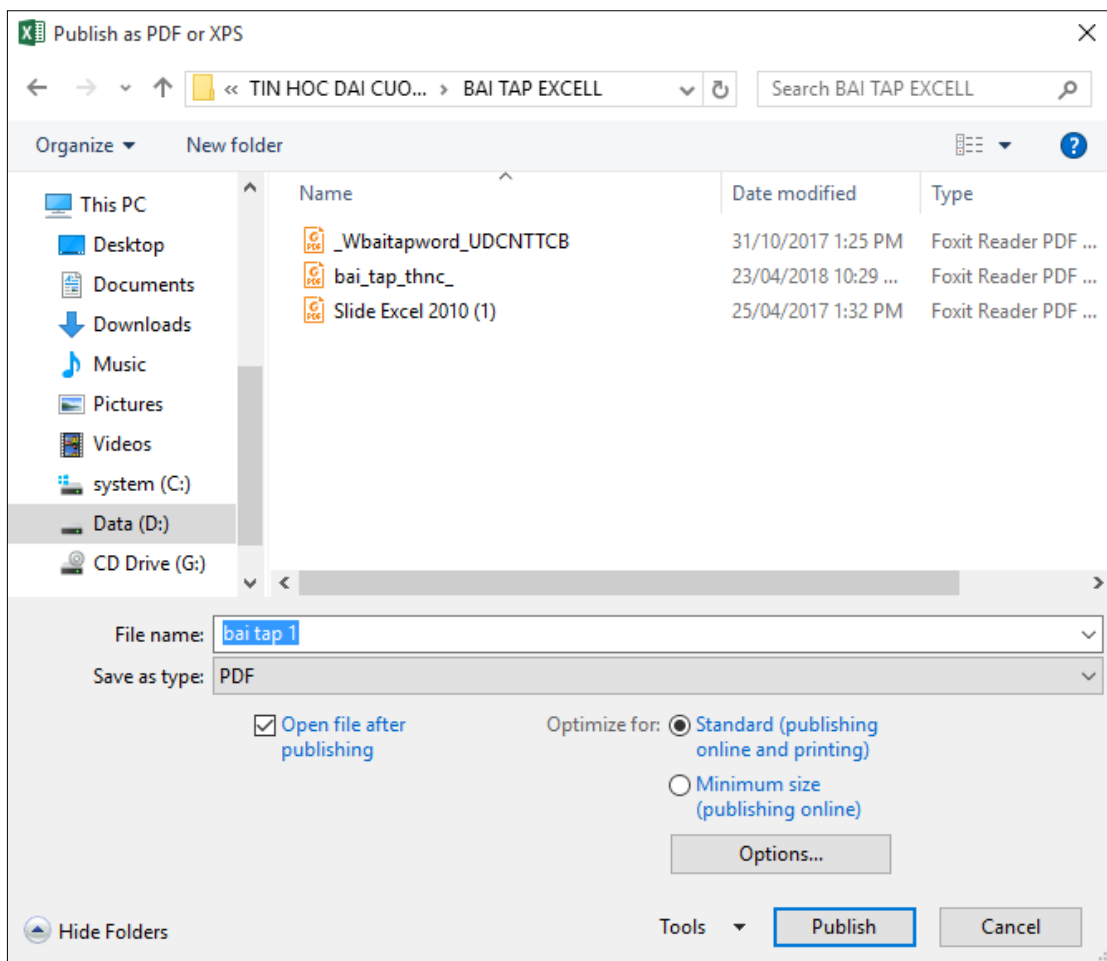 Publish as PDF or XPS
« TIN HOC DAI CUO... › BAI TAP EXCELL
Search BAI TAP EXCELL
Organize
New folder
This PC
Desktop
Documents
Downloads
Music
Pictures
Videos
system (C:)
Data (D:)
CD Drive (G:)
Name Date modified Type
_Wbaitapword_UDCNTTCB 31/10/2017 1:25 PM Foxit Reader PDF ...
bai_tap_thnc_ 23/04/2018 10:29 ... Foxit Reader PDF ...
Slide Excel 2010 (1) 25/04/2017 1:32 PM Foxit Reader PDF ...
File name: bai tap 1
Save as type: PDF
Open file after
publishing
Optimize for: Standard (publishing
online and printing)
Minimum size
(publishing online)
Options...
Hide Folders
Tools
Publish
Cancel